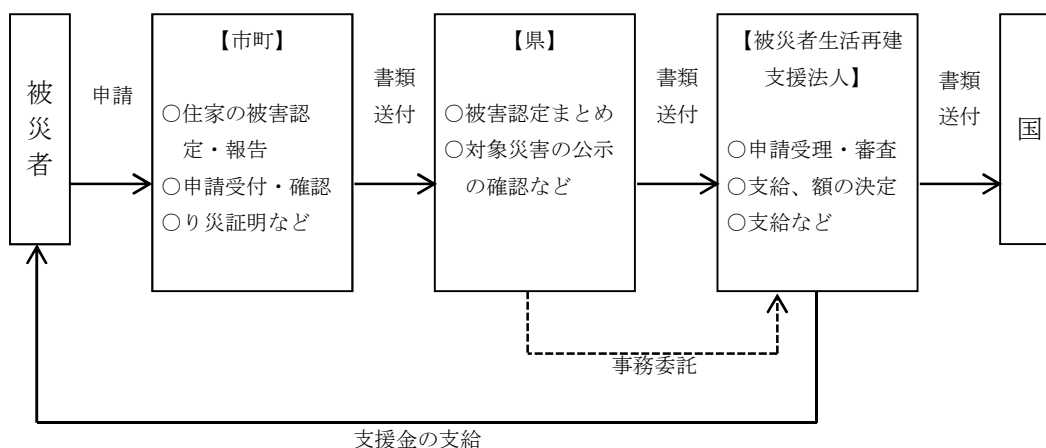 被災者
申請
【市町】
○住家の被害認
定・報告
○申請受付・確認
○り災証明など
書類
送付
【県】
○被害認定まとめ
○対象災害の公示
の確認など
書類
送付
【被災者生活再建
支援法人】
○申請受理・審査
○支給、額の決定
○支給など
書類
送付
国
事務委託
支援金の支給